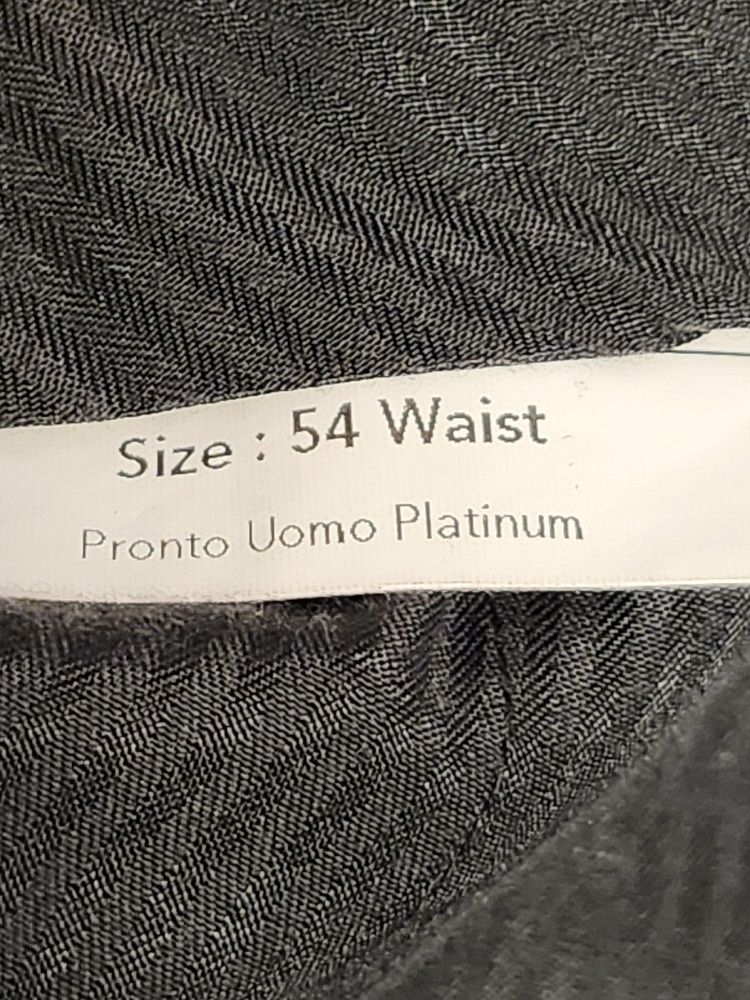 Size : 54 Waist
Pronto Uomo Platinum